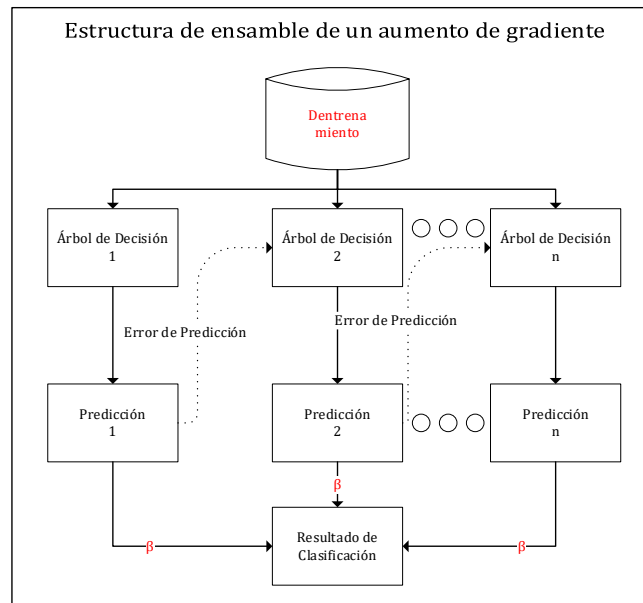 Estructura de ensamble de un aumento de gradiente
Dentrena
miento
Árbol de Decisión
1
Árbol de Decisión
2
Árbol de Decisión
n
Error de Predicción
Error de Predicción
Predicción
1
Predicción
2
Predicción
n
β
β
β
Resultado de
Clasificación